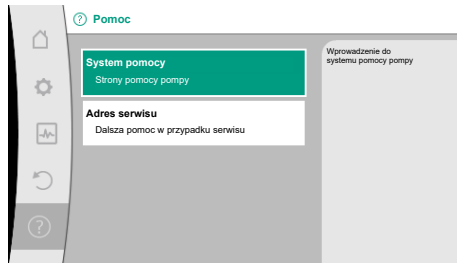 Pomoc
System pomocy
Strony pomocy pompy
Adres serwisu
Dalsza pomoc w przypadku serwisu
Wprowadzenie do
systemu pomocy pompy